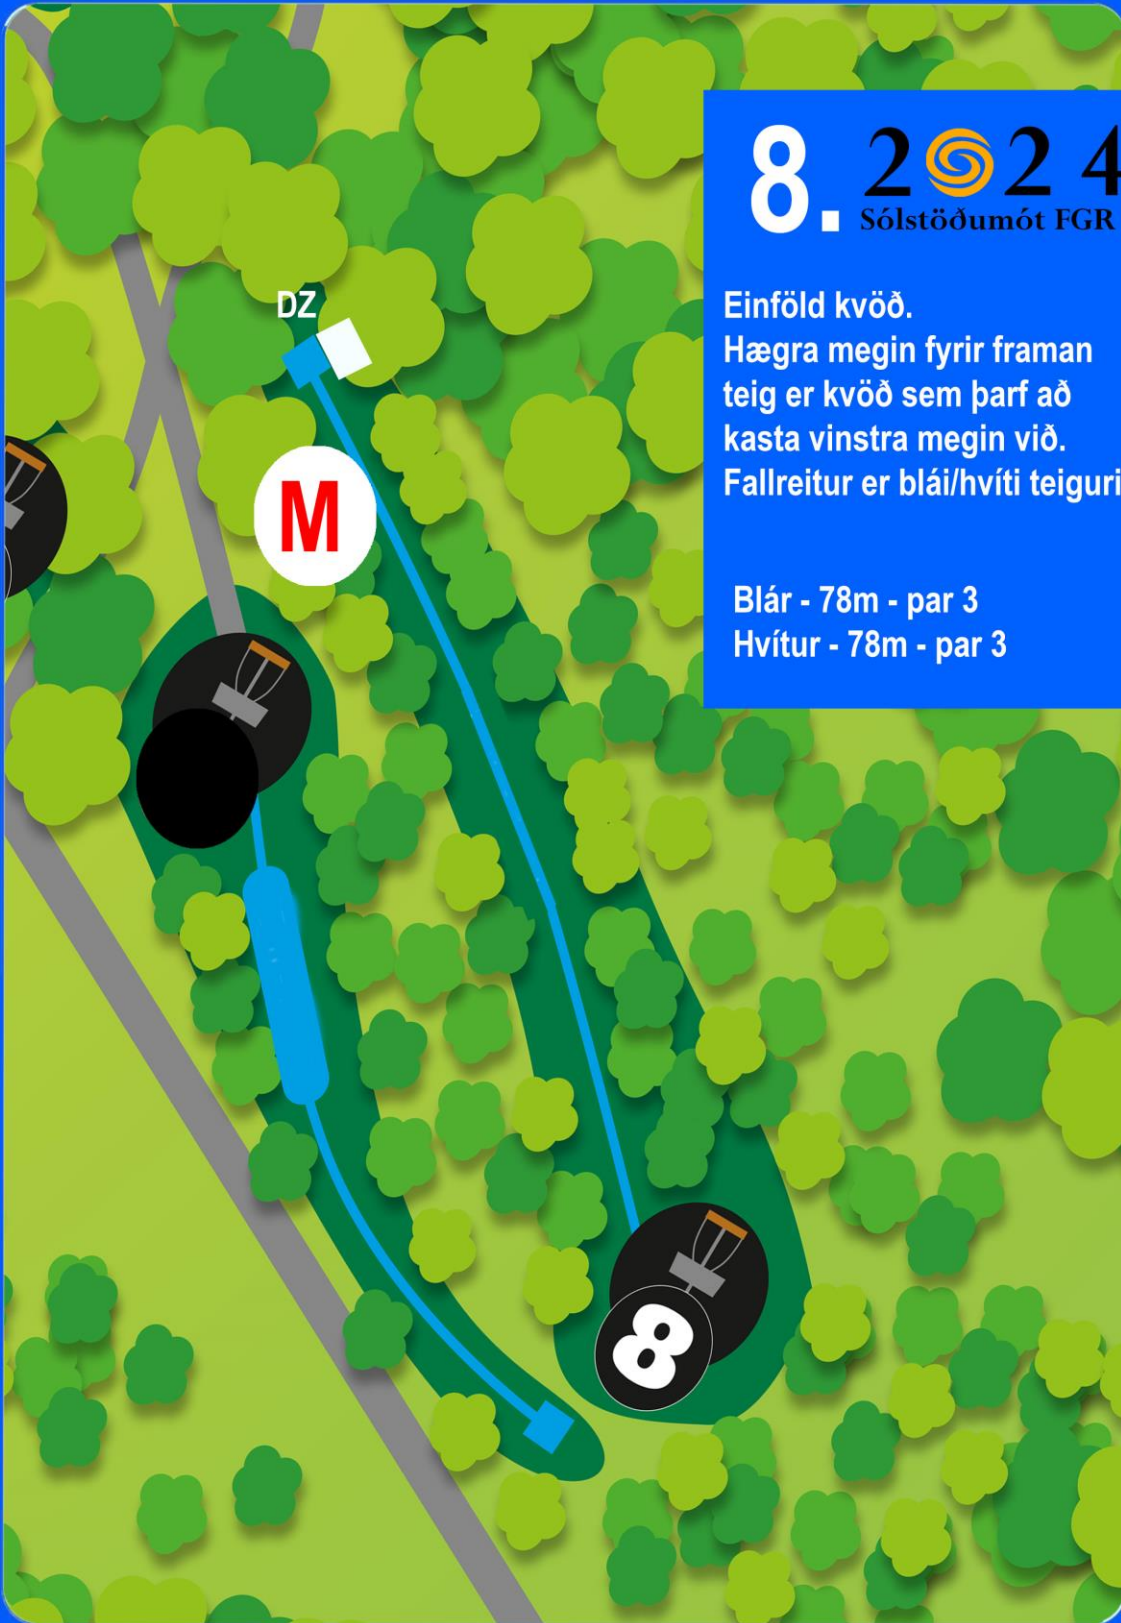 8.
2024
Sólstöðumót FGR
Einföld kvöð.
Hægra megin fyrir framan
teig er kvöð sem þarf að
kasta vinstra megin við.
Fallreitur er blái/hvíti teiguri
Blár - 78m - par 3
Hvítur - 78m - par 3
DZ
M
8